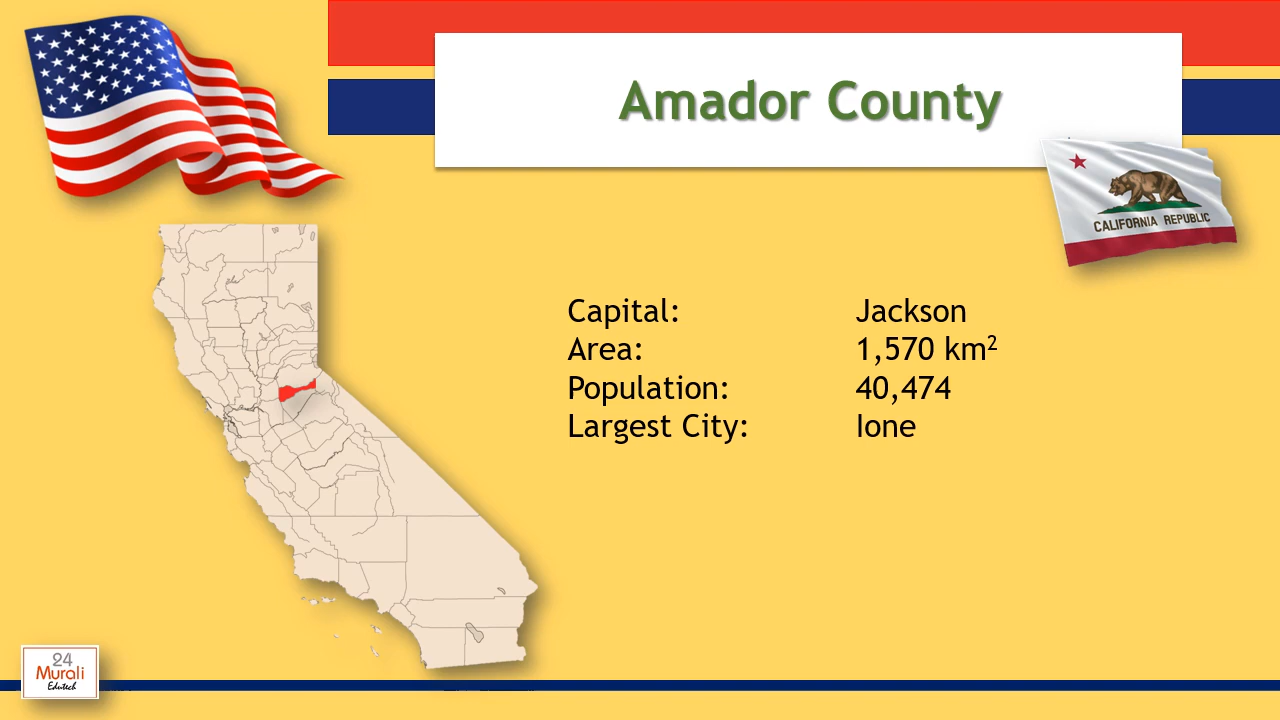 Amador County
CALIFORNIA REPUBLIC
Capital: Jackson
Area: 1,570 km²
Population: 40,474
Largest City: Ione
24
Murali
Edutech